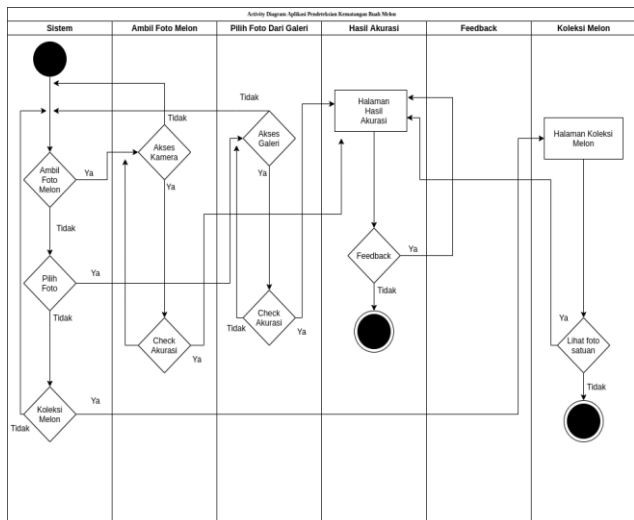 Activity Diagram Aplikasi Pendeteksian Kematangan Buah Melon
Sistem
Ambil Foto Melon
Pilih Foto Dari Galeri
Hasil Akurasi
Feedback
Koleksi Melon
Tidak
Tidak
Tidak
Ambil
Foto
Melon
Ya
Akses
Kamera
Ya
Akses
Galeri
Ya
Halaman
Hasil
Akurasi
Halaman Koleksi
Melon
Tidak
Pilih
Foto
Ya
Tidak
Feedback
Ya
Tidak
Check
Akurasi
Ya
Check
Akurasi
Tidak
Ya
Ya
Lihat foto
satuan
Tidak
Koleksi
Melon
Ya